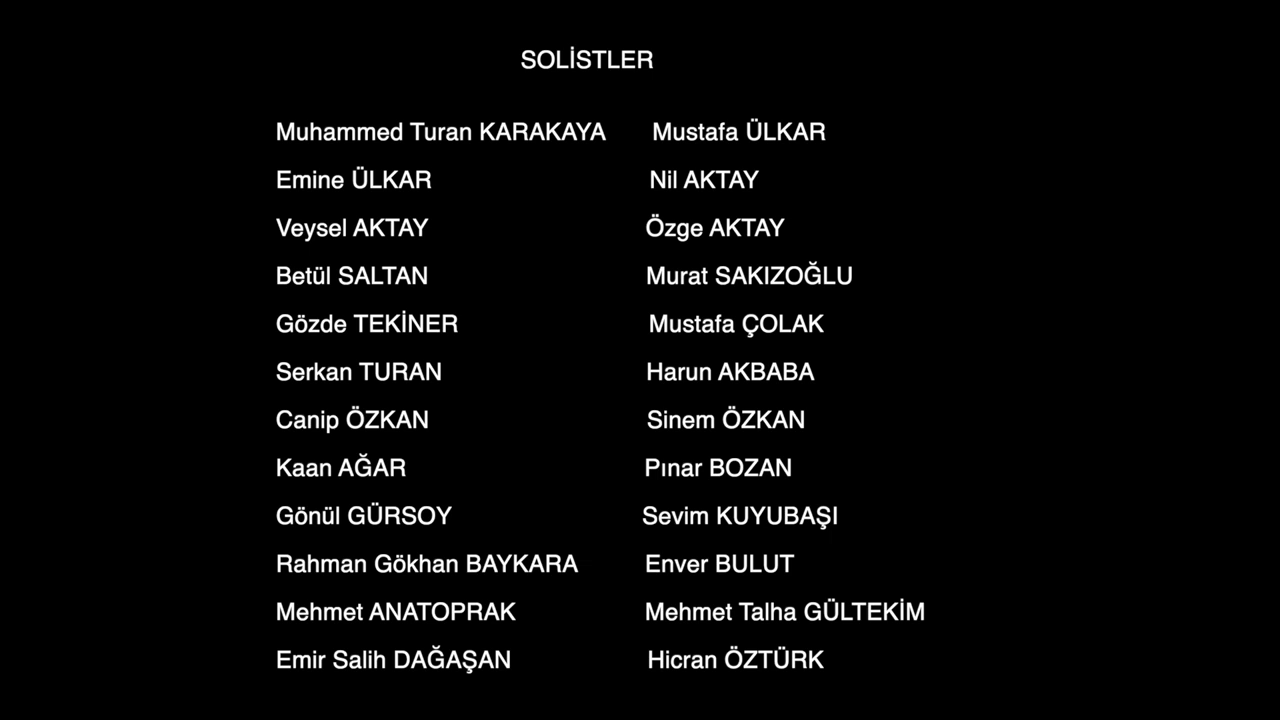 SOLİSTLER
Muhammed Turan KARAKAYA Mustafa ÜLKAR
Emine ÜLKAR Nil AKTAY
Veysel AKTAY Özge AKTAY
Betül SALTAN Murat SAKIZOĞLU
Gözde TEKİNER Mustafa ÇOLAK
Serkan TURAN Harun AKBABA
Canip ÖZKAN Sinem ÖZKAN
Kaan AĞAR Pınar BOZAN
Gönül GÜRSOY Sevim KUYUBAŞI
Rahman Gökhan BAYKARA Enver BULUT
Mehmet ANATOPRAK Mehmet Talha GÜLTEKİM
Emir Salih DAĞAŞAN Hicran ÖZTÜRK